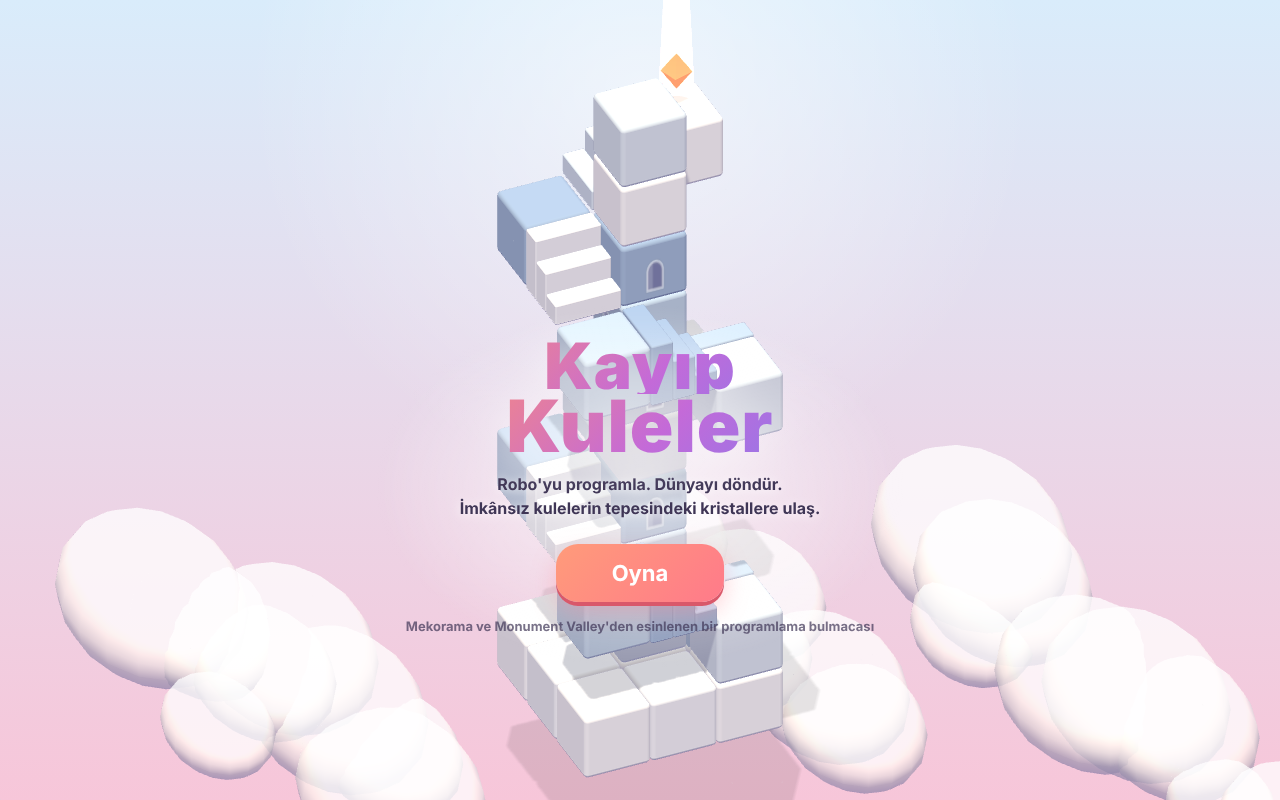 Kayıp
Kuleler
Robo'yu programla. Dünyayı döndür.
İmkânsız kulelerin tepesindeki kristallere ulaş.
Oyna
Mekorama ve Monument Valley'den esinlenen bir programlama bulmacası